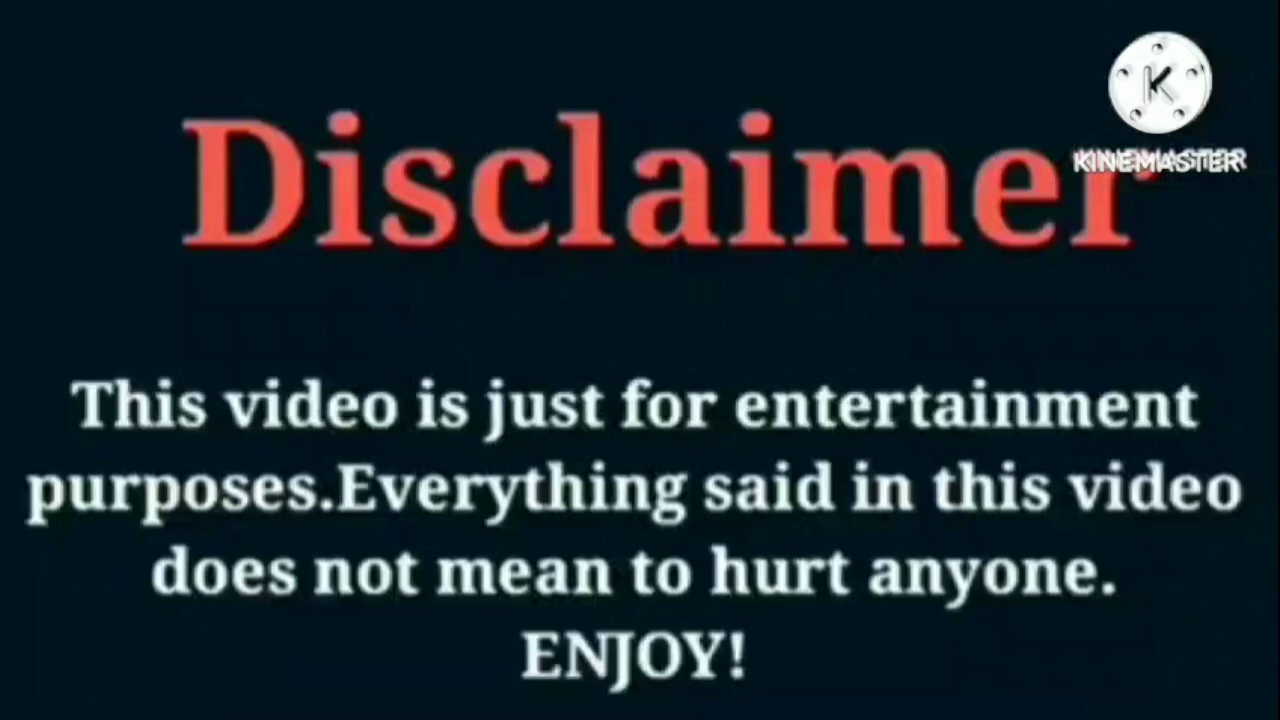 K
KINEMASTER
Disclaimer
This video is just for entertainment
purposes.Everything said in this video
does not mean to hurt anyone.
ENJOY!